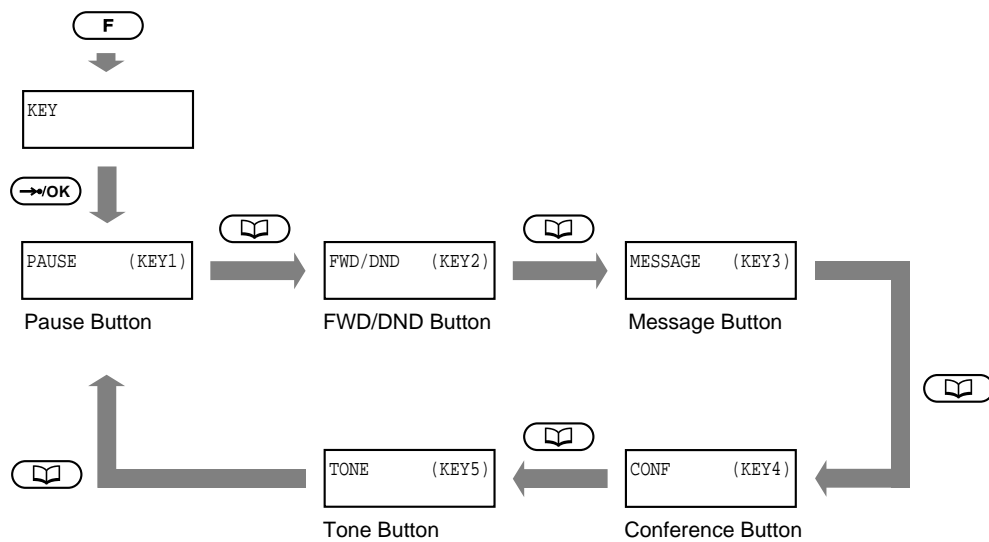 F
KEY
→/OK
PAUSE (KEY1)
FWD/DND (KEY2)
MESSAGE (KEY3)
Pause Button
FWD/DND Button
Message Button
TONE (KEY5)
CONF (KEY4)
Tone Button
Conference Button